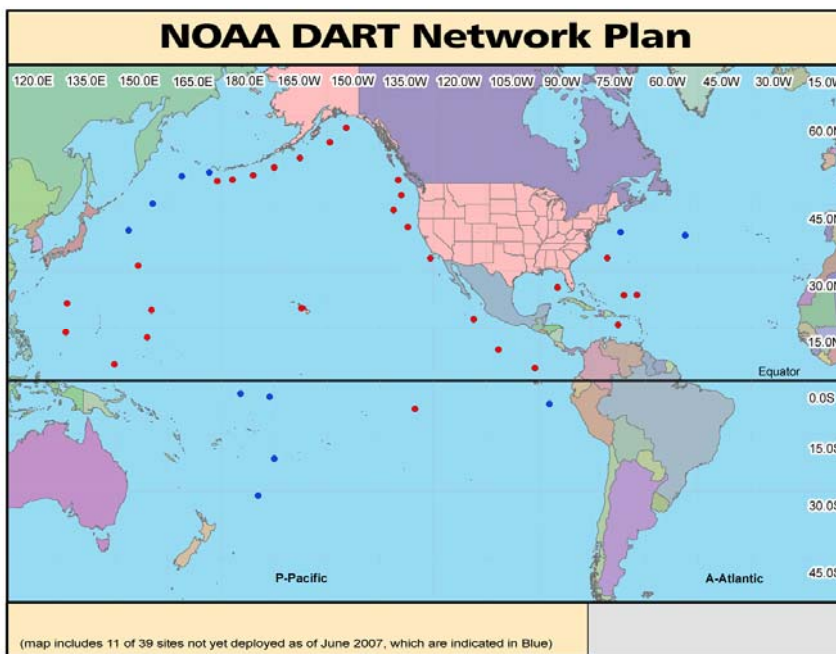 NOAA DART Network Plan
120.0E 135.0E 150.0E 165.0E 180.0E 165.0W 150.0W 135.0W 120.0W 105.0W 90.0W 75.0W 60.0W 45.0W 30.0W 15.0W
60.0N
45.0N
30.0N
15.0N
Equator
0.0S
15.0S
30.0S
45.0S
P-Pacific A-Atlantic
(map includes 11 of 39 sites not yet deployed as of June 2007, which are indicated in Blue)